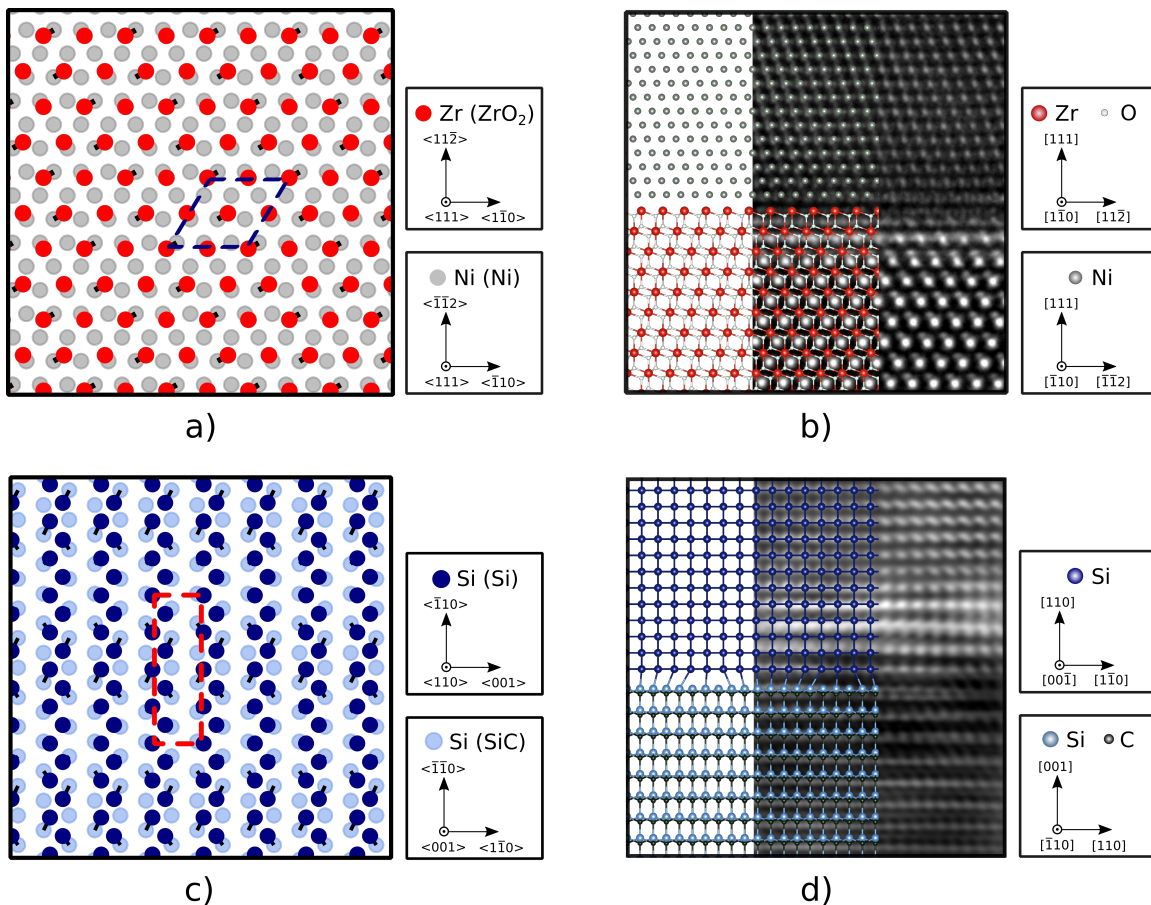 Zr (ZrO₂)
<112̄>
<111> <11̄0>
Ni (Ni)
<1̄1̄2>
<111> <1̄10>
a)
Zr O
[111]
[11̄0] [112̄]
Ni
[111]
[1̄10] [1̄1̄2]
b)
Si (Si)
<1̄10>
<110> <001>
Si (SiC)
<1̄1̄0>
<001> <11̄0>
c)
Si
[110]
[001̄] [11̄0]
Si C
[001]
[1̄10] [110]
d)